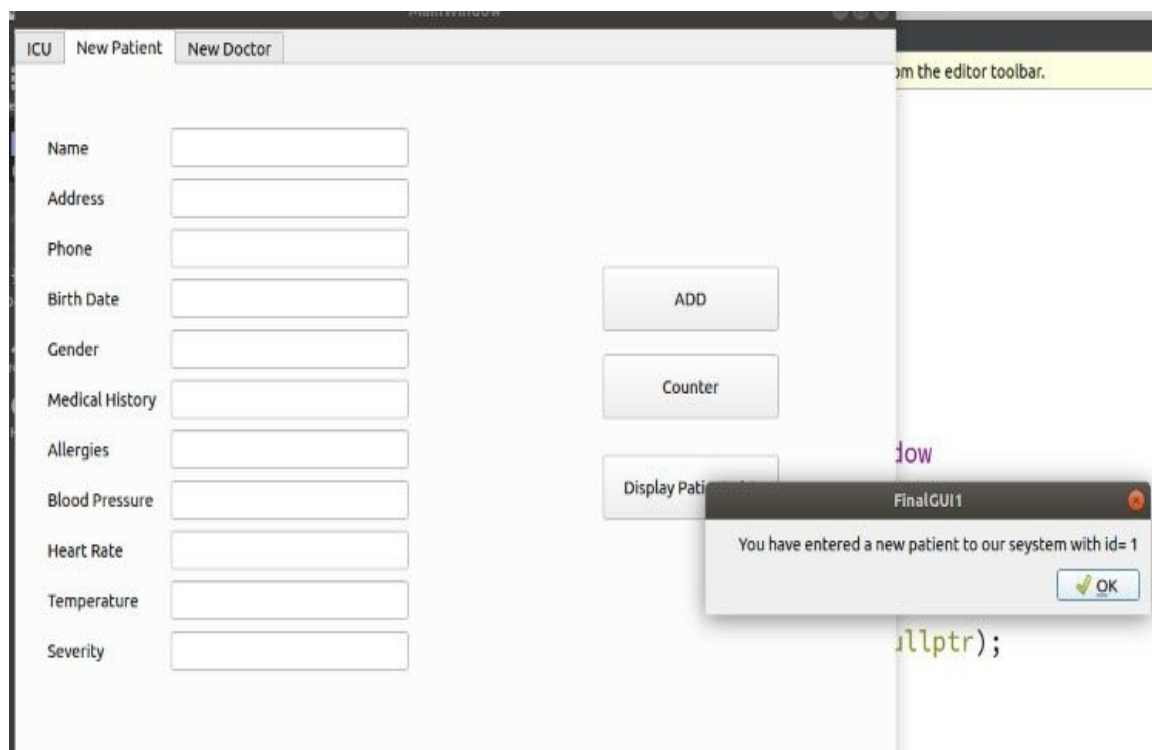 MainWindow
ICU New Patient New Doctor
om the editor toolbar.
Name
Address
Phone
Birth Date
ADD
Gender
Counter
Medical History
Allergies
dow
Blood Pressure
Display
FinalGUI1
You have entered a new patient to our seystem with id= 1
Heart Rate
OK
Temperature
Severity
ullptr);